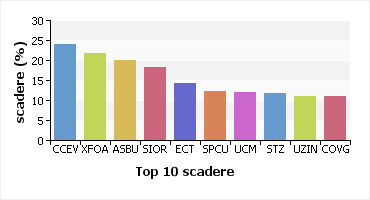 30
25
20
15
10
5
0
scadere (%)
CCEV XFOA ASBU SIOR ECT SPCU UCM STZ UZIN COVG
Top 10 scadere